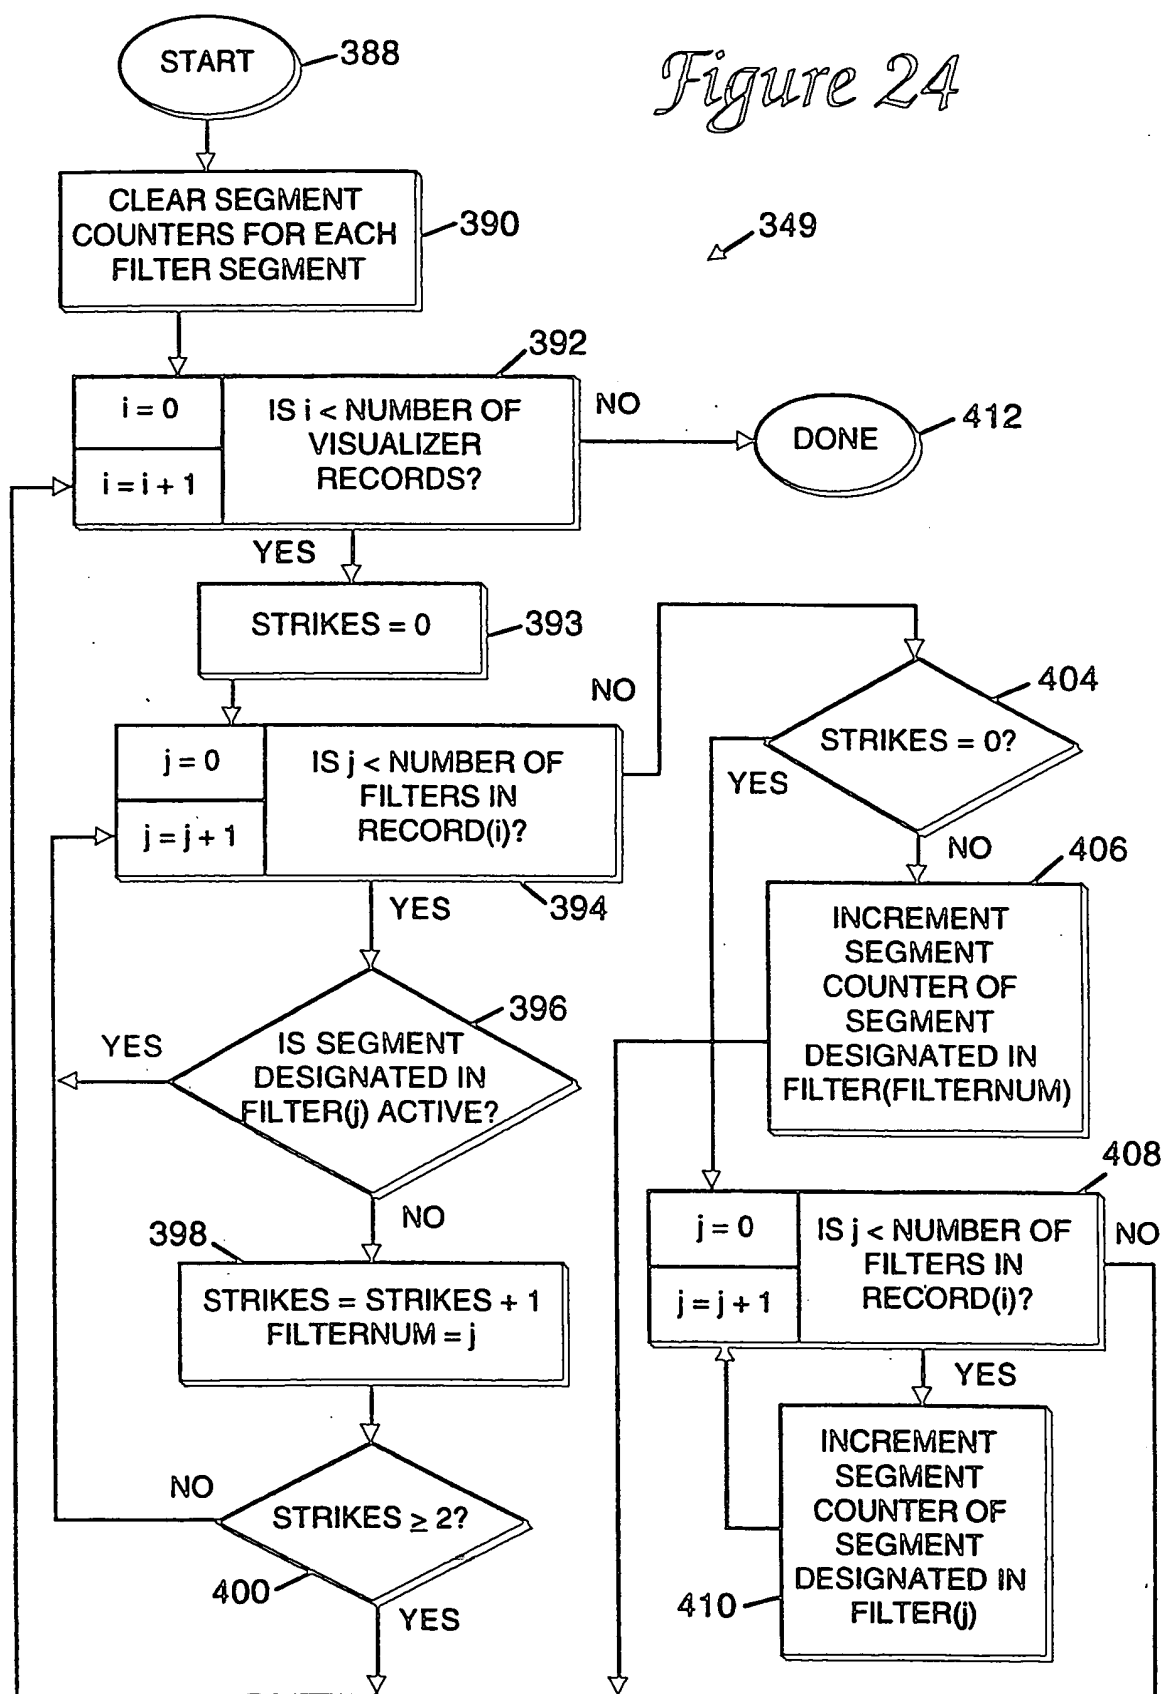 Figure 24
START
388
CLEAR SEGMENT
COUNTERS FOR EACH
FILTER SEGMENT
390
349
392
i = 0
i = i + 1
IS i < NUMBER OF
VISUALIZER
RECORDS?
NO
DONE
412
YES
STRIKES = 0
393
NO
j = 0
j = j + 1
IS j < NUMBER OF
FILTERS IN
RECORD(i)?
394
YES
404
STRIKES = 0?
YES
NO
406
INCREMENT
SEGMENT
COUNTER OF
SEGMENT
DESIGNATED IN
FILTER(FILTERNUM)
396
IS SEGMENT
DESIGNATED IN
FILTER(j) ACTIVE?
YES
NO
398
STRIKES = STRIKES + 1
FILTERNUM = j
408
j = 0
j = j + 1
IS j < NUMBER OF
FILTERS IN
RECORD(i)?
NO
YES
STRIKES ≥ 2?
NO
400
YES
INCREMENT
SEGMENT
COUNTER OF
SEGMENT
DESIGNATED IN
FILTER(j)
410